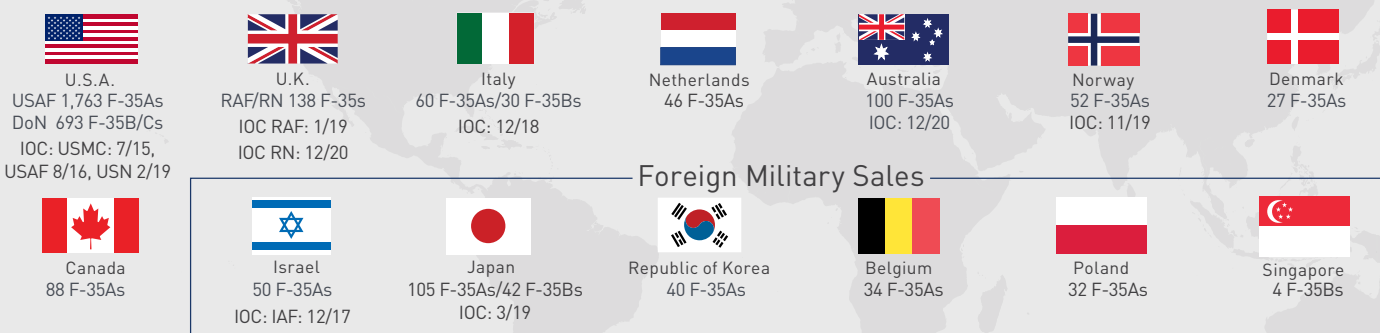 U.S.A.
USAF 1,763 F-35As
DoN 693 F-35B/Cs
IOC: USMC: 7/15,
USAF 8/16, USN 2/19
U.K.
RAF/RN 138 F-35s
IOC RAF: 1/19
IOC RN: 12/20
Italy
60 F-35As/30 F-35Bs
IOC: 12/18
Netherlands
46 F-35As
Australia
100 F-35As
IOC: 12/20
Norway
52 F-35As
IOC: 11/19
Denmark
27 F-35As
Canada
88 F-35As
Foreign Military Sales
Israel
50 F-35As
IOC: IAF: 12/17
Japan
105 F-35As/42 F-35Bs
IOC: 3/19
Republic of Korea
40 F-35As
Belgium
34 F-35As
Poland
32 F-35As
Singapore
4 F-35Bs